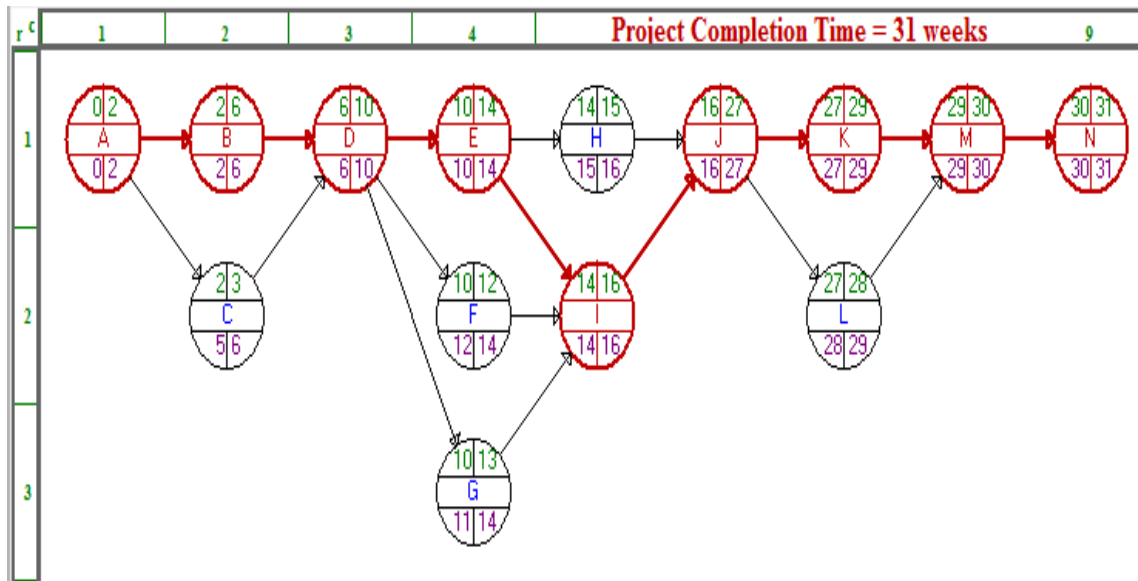 r c 1 2 3 4 Project Completion Time = 31 weeks 9
1
0 2 2 6 6 10 10 14 14 15 16 27 27 29 29 30 30 31
A B D E H J K M N
0 2 2 6 6 10 10 14 15 16 16 27 27 29 29 30 30 31
2
2 3 10 12 14 16 27 28
C F I L
5 6 12 14 14 16 28 29
3
10 13
G
11 14